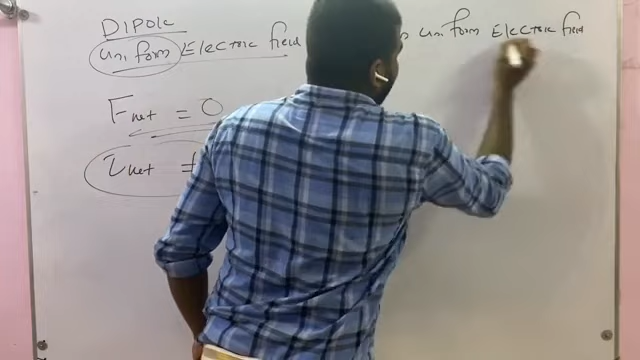 DIPOLE
uniform Electric field
uniform Electric field
Fnet = 0
τnet